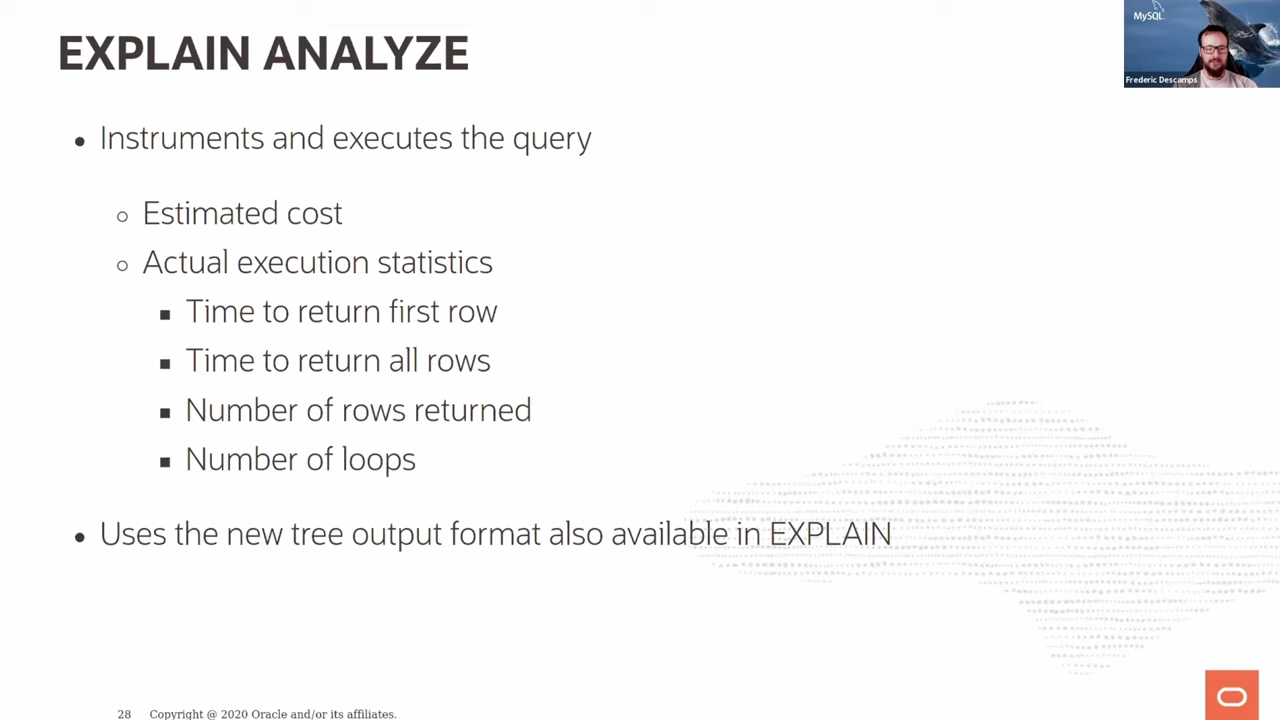 EXPLAIN ANALYZE
MySQL
Frederic Descamps
Instruments and executes the query
Estimated cost
Actual execution statistics
Time to return first row
Time to return all rows
Number of rows returned
Number of loops
Uses the new tree output format also available in EXPLAIN
28 Copyright @ 2020 Oracle and/or its affiliates.